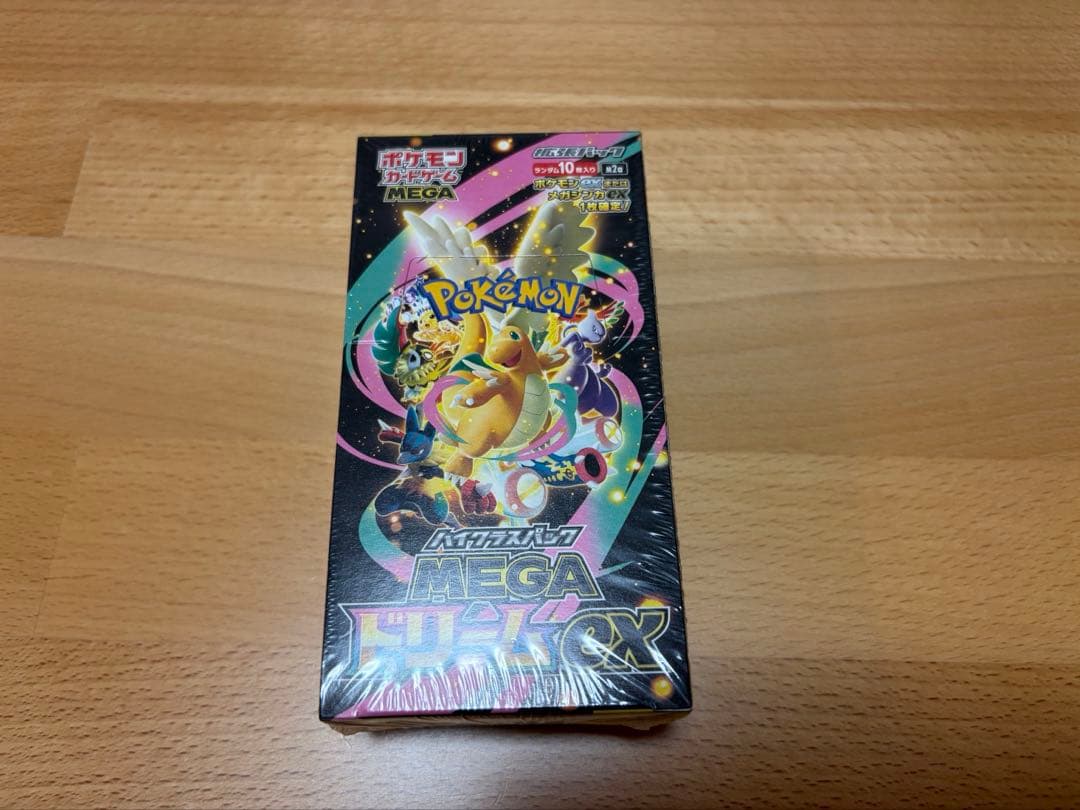 ポケモン
カードゲーム
MEGA
拡張パック
ランダム10枚入り
ポケモンexまたは
メガシンカex
1枚確定!
POKéMON
ハイクラスパック
MEGA
ドリームex